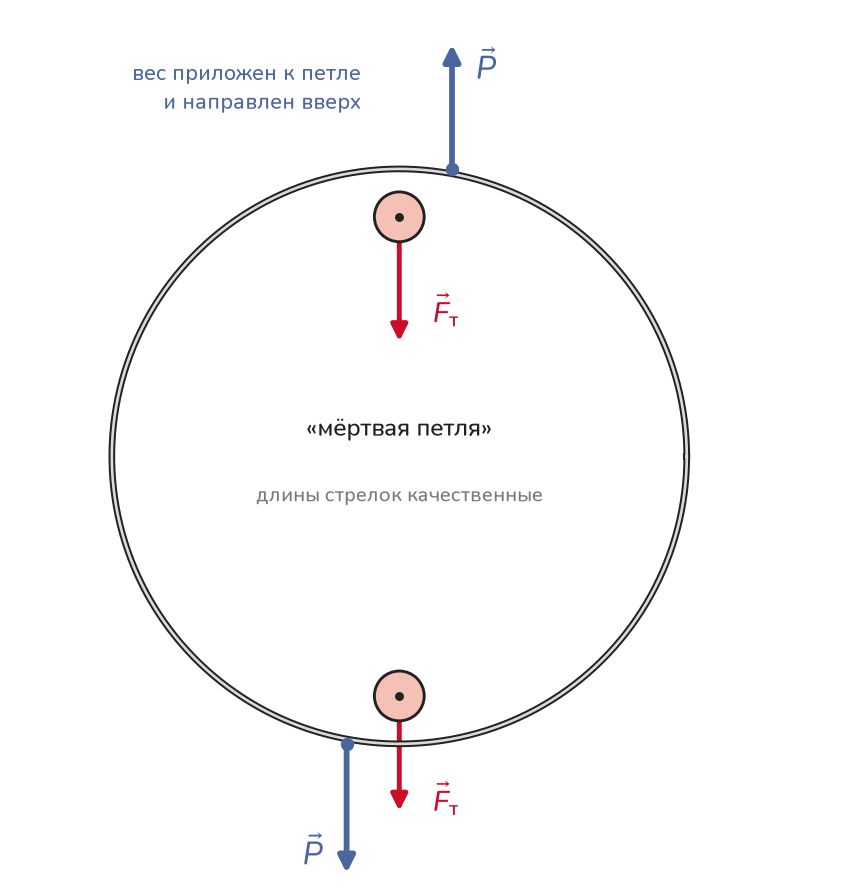 вес приложен к петле
и направлен вверх
P⃗
F⃗т
«мёртвая петля»
длины стрелок качественные
F⃗т
P⃗